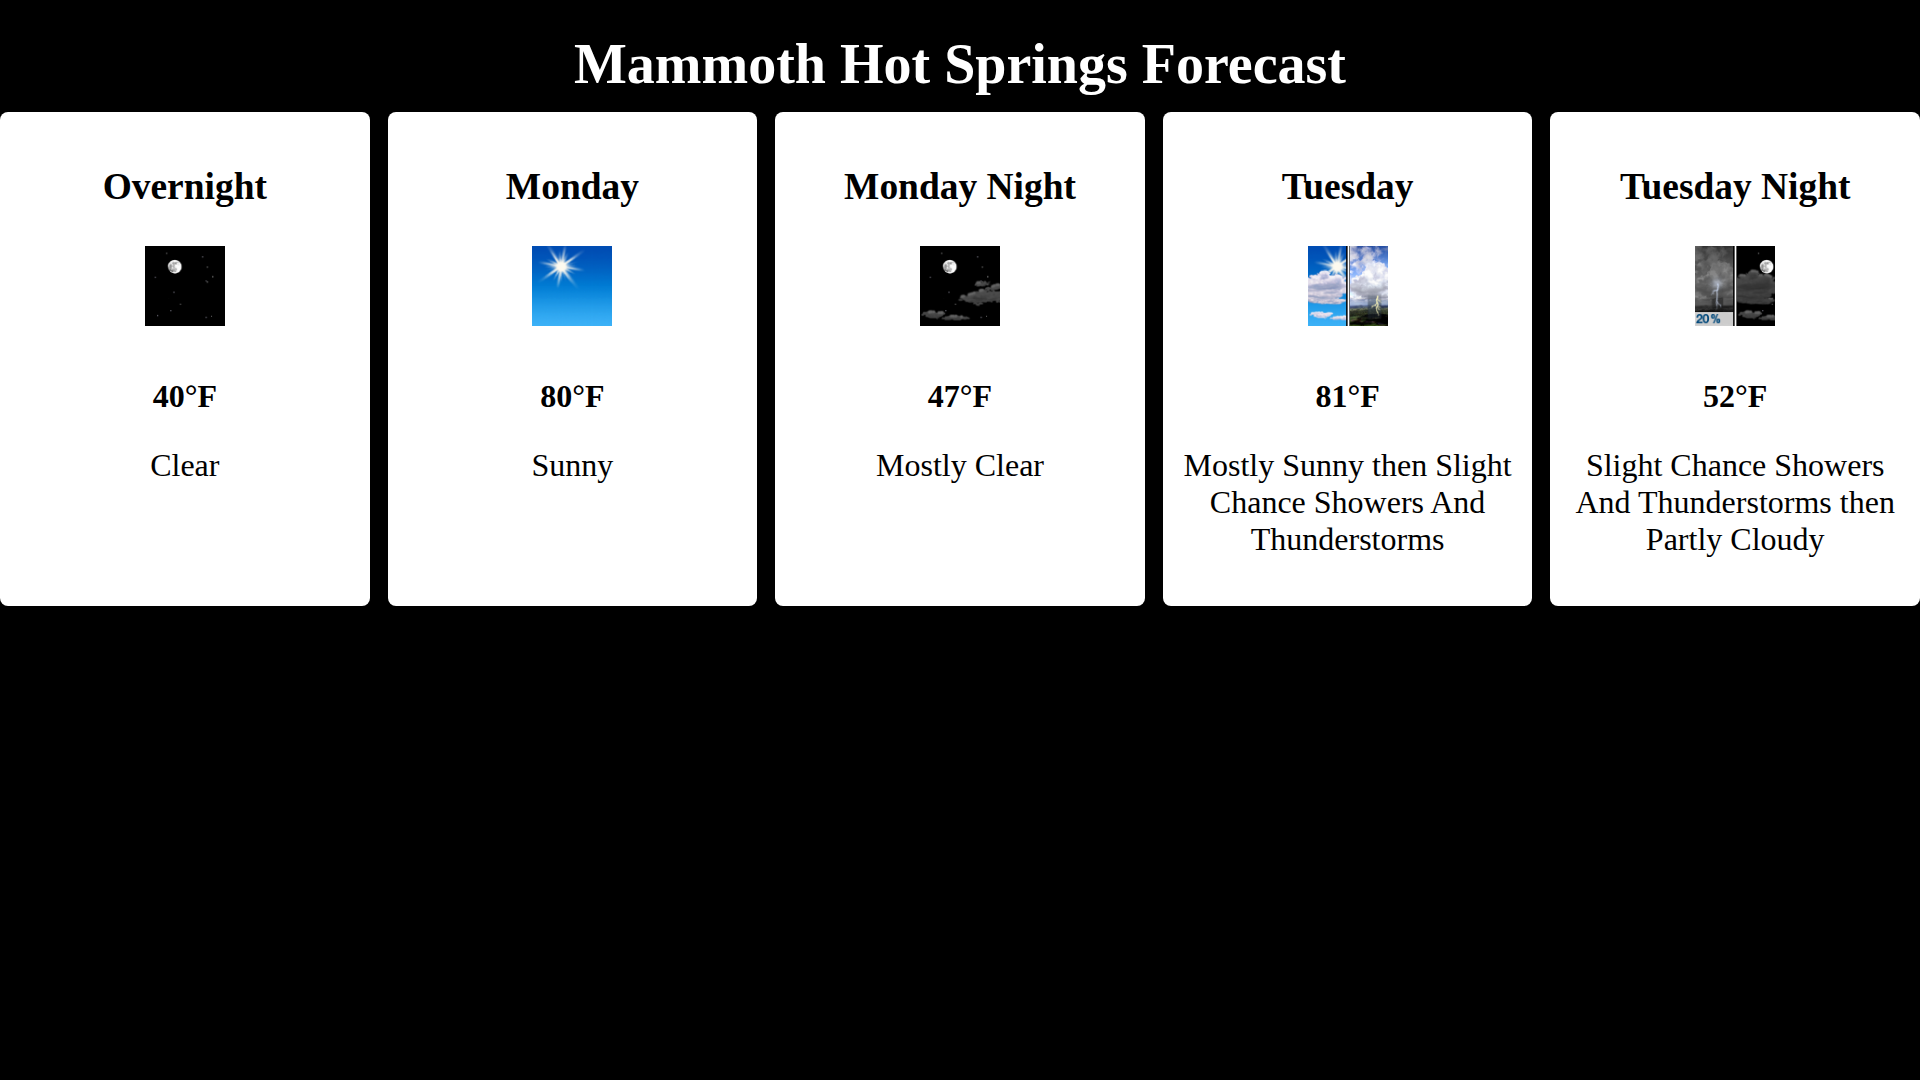 Mammoth Hot Springs Forecast
Overnight
40°F
Clear
Monday
80°F
Sunny
Monday Night
47°F
Mostly Clear
Tuesday
81°F
Mostly Sunny then Slight
Chance Showers And
Thunderstorms
Tuesday Night
20%
52°F
Slight Chance Showers
And Thunderstorms then
Partly Cloudy